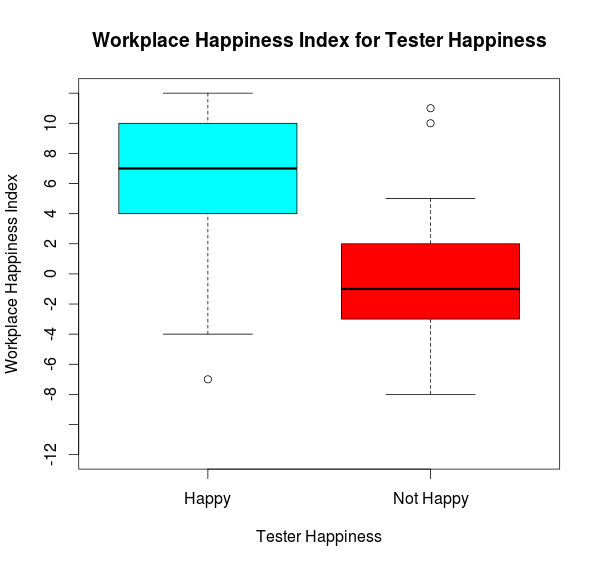 Workplace Happiness Index for Tester Happiness
Workplace Happiness Index
10
8
6
4
2
0
-2
-4
-6
-8
-12
Happy
Not Happy
Tester Happiness